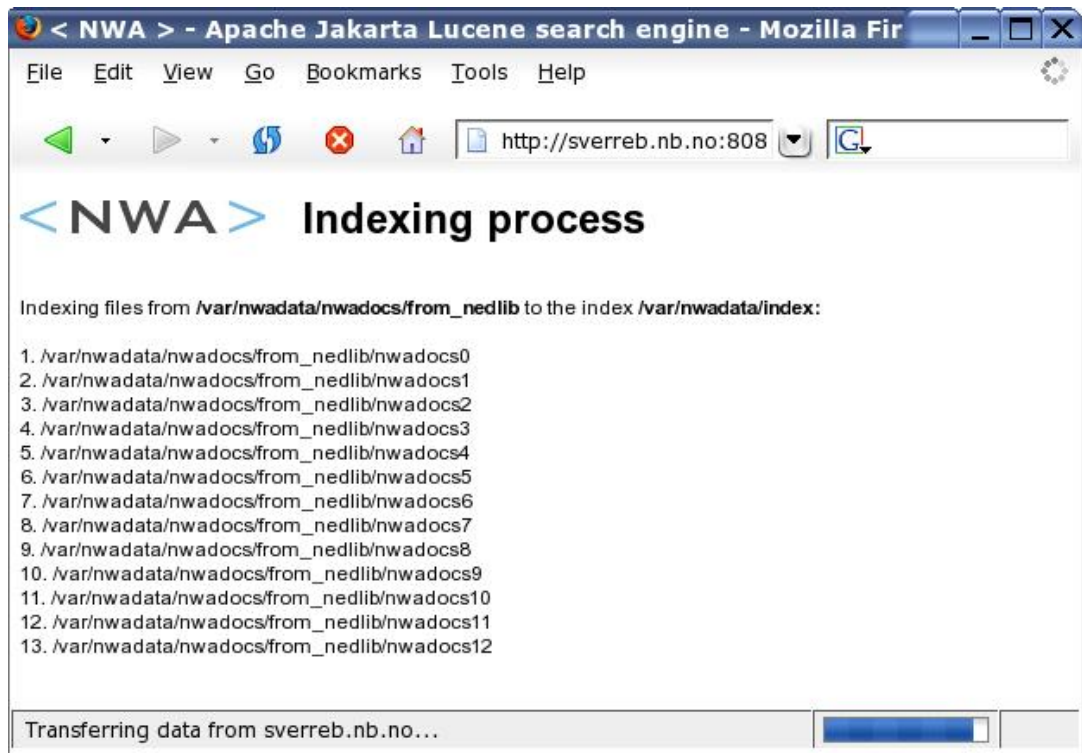 < NWA > - Apache Jakarta Lucene search engine - Mozilla Fir
File Edit View Go Bookmarks Tools Help
http://sverreb.nb.no:808 G
<NWA> Indexing process
Indexing files from /var/nwadata/nwadocs/from_nedlib to the index /var/nwadata/index:
1. /var/nwadata/nwadocs/from_nedlib/nwadocs0
2. /var/nwadata/nwadocs/from_nedlib/nwadocs1
3. /var/nwadata/nwadocs/from_nedlib/nwadocs2
4. /var/nwadata/nwadocs/from_nedlib/nwadocs3
5. /var/nwadata/nwadocs/from_nedlib/nwadocs4
6. /var/nwadata/nwadocs/from_nedlib/nwadocs5
7. /var/nwadata/nwadocs/from_nedlib/nwadocs6
8. /var/nwadata/nwadocs/from_nedlib/nwadocs7
9. /var/nwadata/nwadocs/from_nedlib/nwadocs8
10. /var/nwadata/nwadocs/from_nedlib/nwadocs9
11. /var/nwadata/nwadocs/from_nedlib/nwadocs10
12. /var/nwadata/nwadocs/from_nedlib/nwadocs11
13. /var/nwadata/nwadocs/from_nedlib/nwadocs12
Transferring data from sverreb.nb.no...